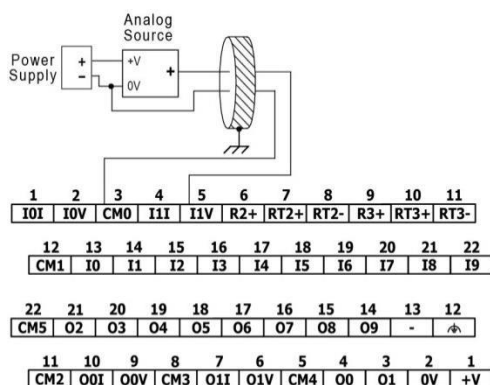 Analog
Source
Power
Supply
+ +V
- 0V
+
1 2 3 4 5 6 7 8 9 10 11
I0I I0V CM0 I1I I1V R2+ RT2+ RT2- R3+ RT3+ RT3-
12 13 14 15 16 17 18 19 20 21 22
CM1 I0 I1 I2 I3 I4 I5 I6 I7 I8 I9
22 21 20 19 18 17 16 15 14 13 12
CM5 O2 O3 O4 O5 O6 O7 O8 O9 -
11 10 9 8 7 6 5 4 3 2 1
CM2 O0I O0V CM3 O1I O1V CM4 O0 O1 0V +V